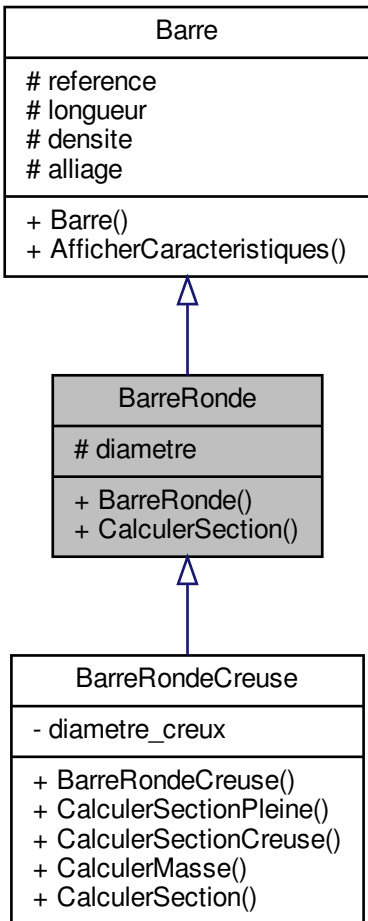 Barre
# reference
# longueur
# densite
# alliage
+ Barre()
+ AfficherCaracteristiques()
BarreRonde
# diametre
+ BarreRonde()
+ CalculerSection()
BarreRondeCreuse
- diametre_creux
+ BarreRondeCreuse()
+ CalculerSectionPleine()
+ CalculerSectionCreuse()
+ CalculerMasse()
+ CalculerSection()